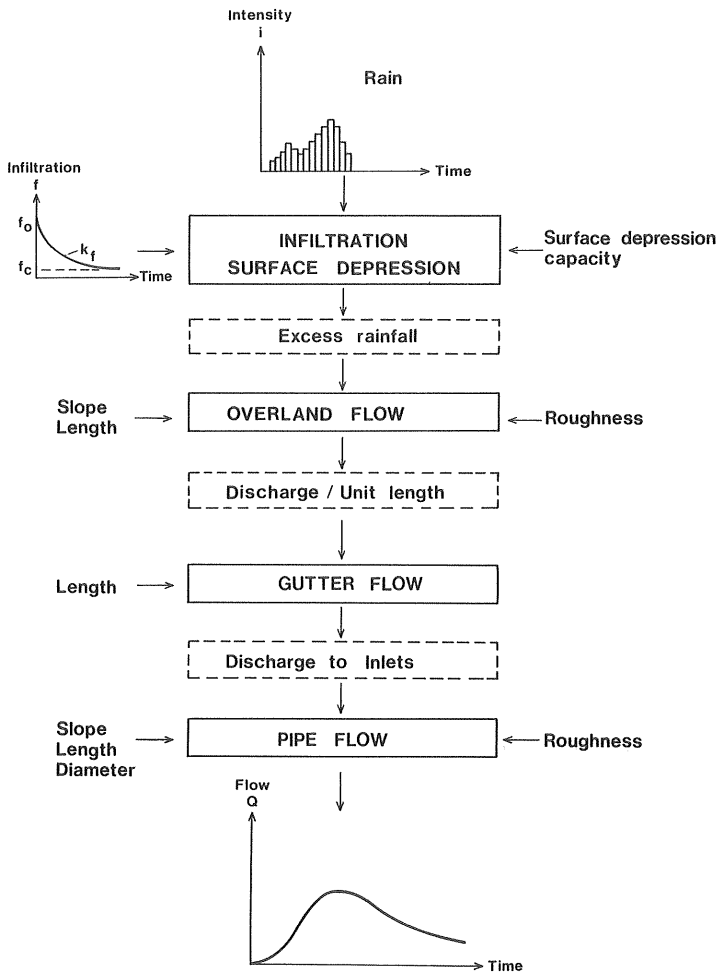 Intensity
i
Rain
Time
Infiltration
f
fo
kf
fc
Time
INFILTRATION
SURFACE DEPRESSION
Surface depression
capacity
Excess rainfall
Slope
Length
OVERLAND FLOW
Roughness
Discharge / Unit length
Length
GUTTER FLOW
Discharge to Inlets
Slope
Length
Diameter
PIPE FLOW
Roughness
Flow
Q
Time